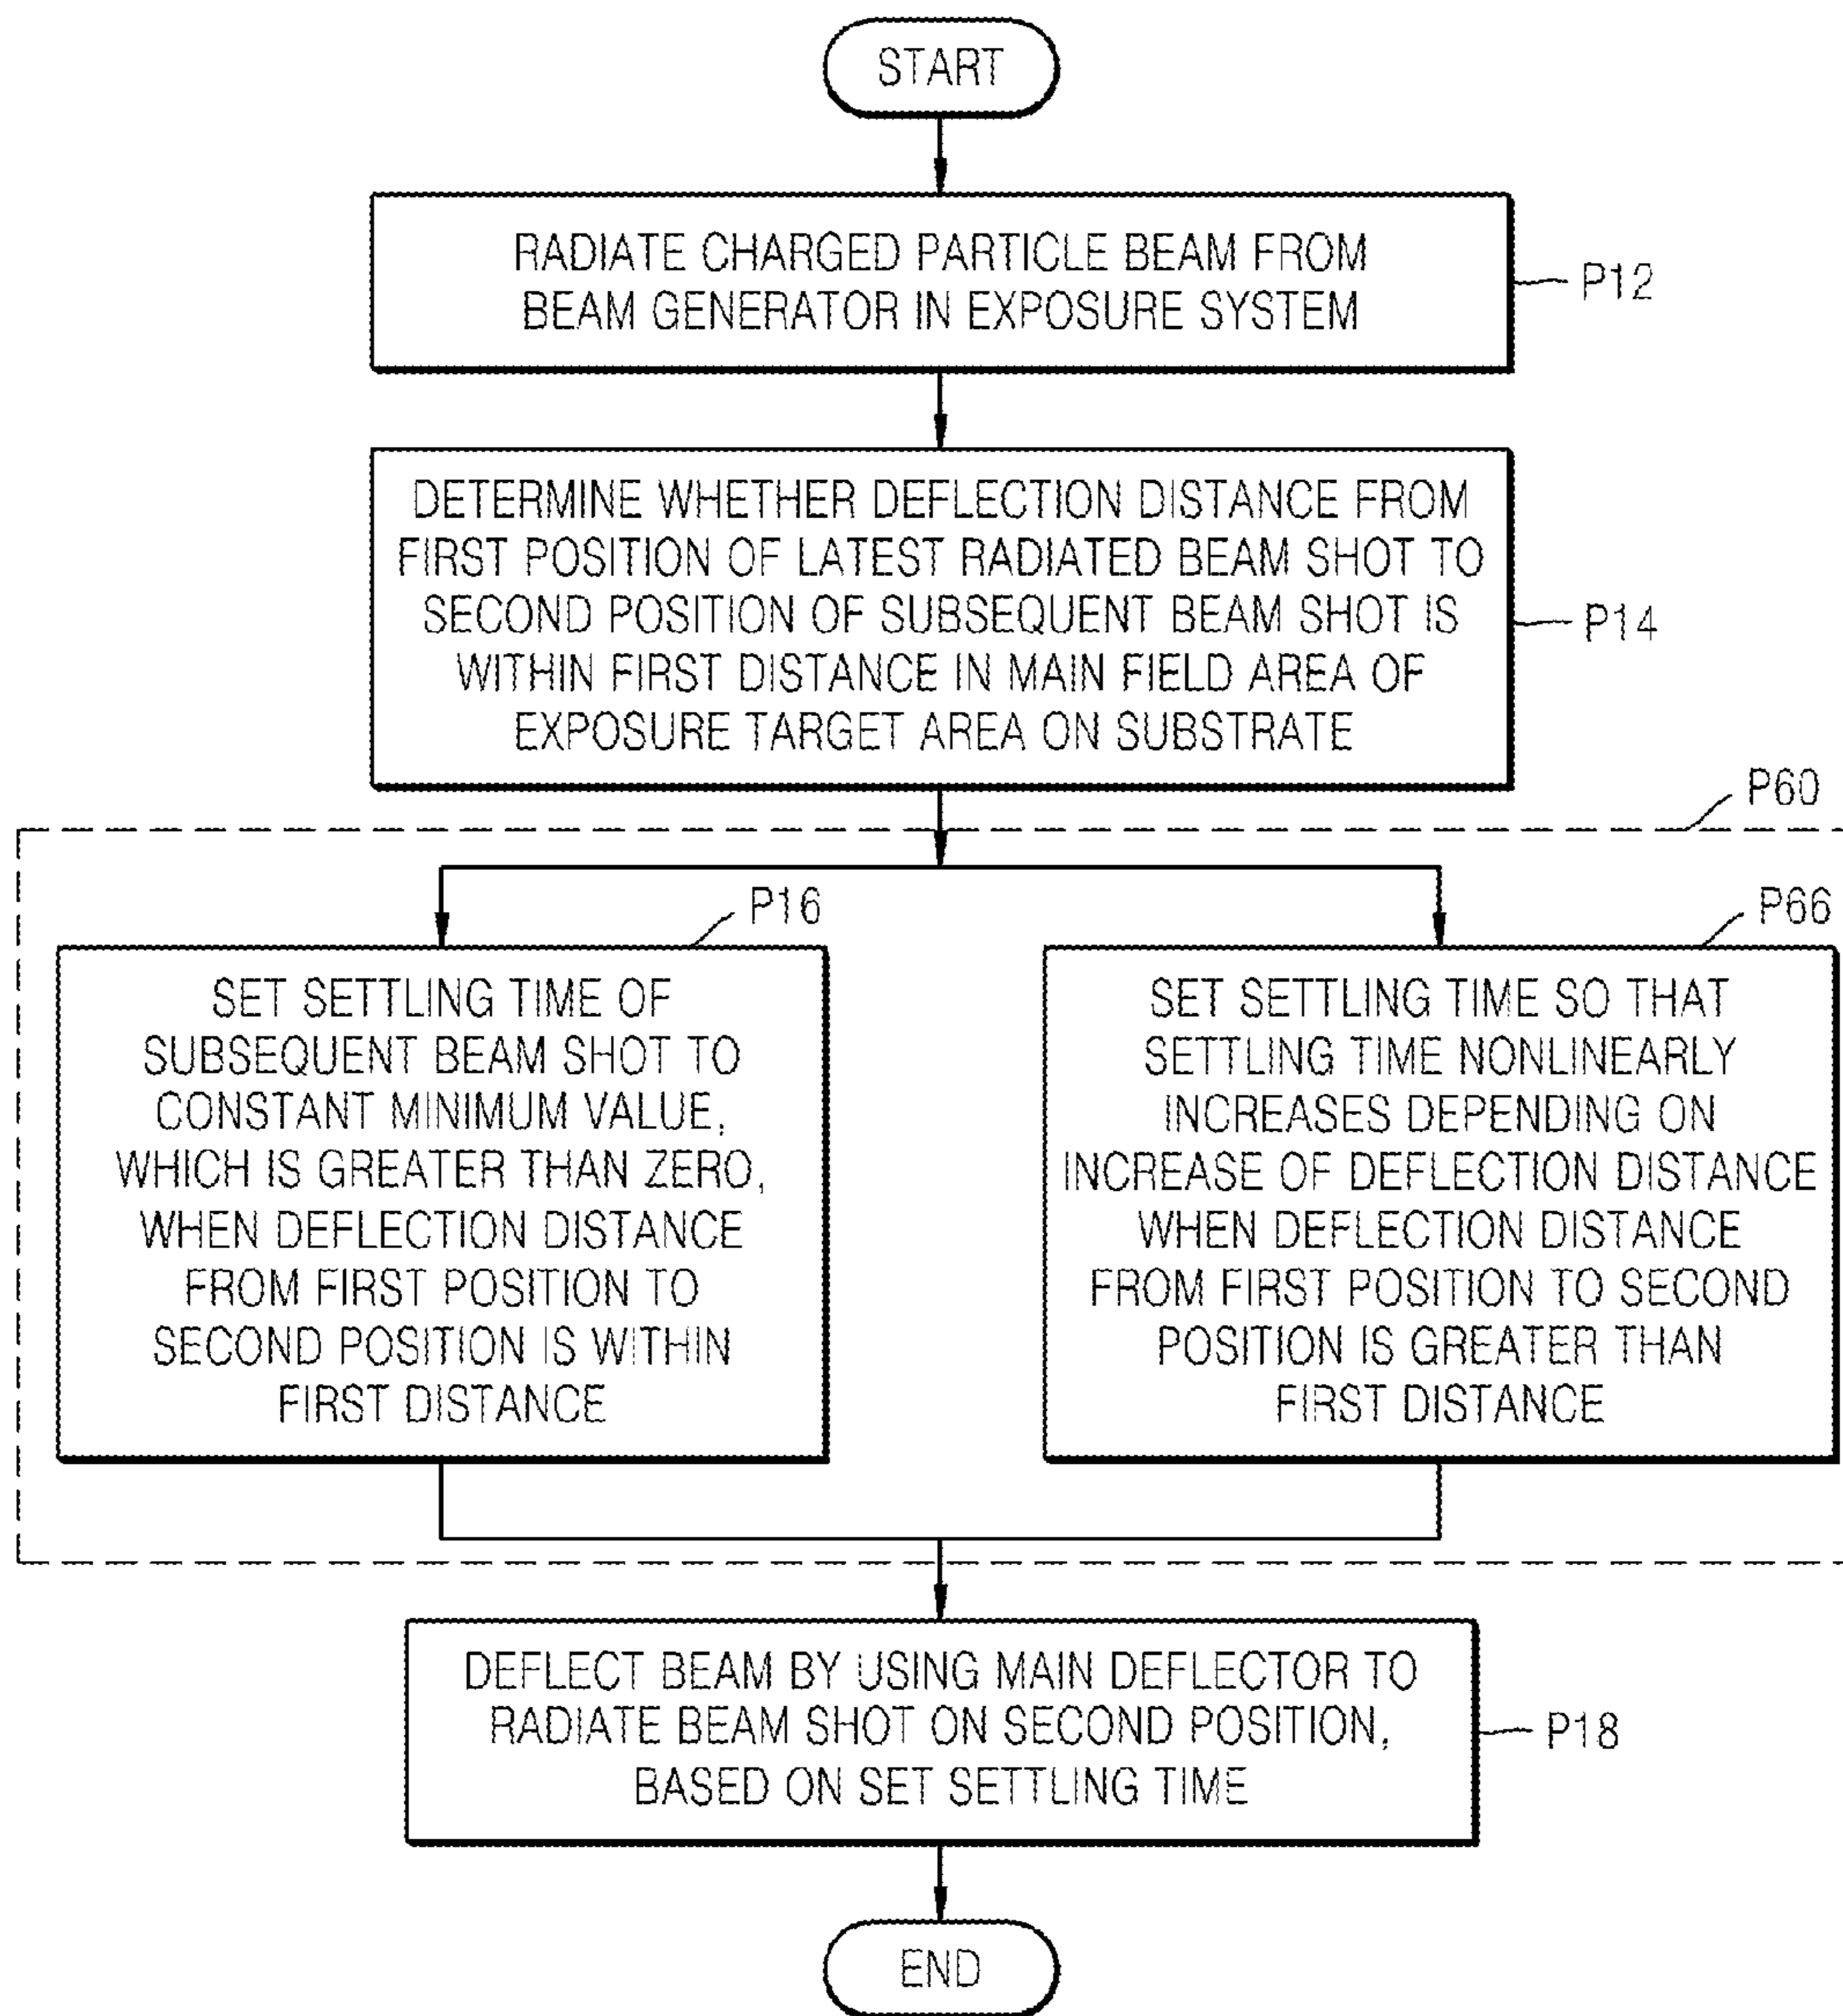 START
RADIATE CHARGED PARTICLE BEAM FROM
BEAM GENERATOR IN EXPOSURE SYSTEM
P12
DETERMINE WHETHER DEFLECTION DISTANCE FROM
FIRST POSITION OF LATEST RADIATED BEAM SHOT TO
SECOND POSITION OF SUBSEQUENT BEAM SHOT IS
WITHIN FIRST DISTANCE IN MAIN FIELD AREA OF
EXPOSURE TARGET AREA ON SUBSTRATE
P14
P60
P16
SET SETTLING TIME OF
SUBSEQUENT BEAM SHOT TO
CONSTANT MINIMUM VALUE,
WHICH IS GREATER THAN ZERO,
WHEN DEFLECTION DISTANCE
FROM FIRST POSITION TO
SECOND POSITION IS WITHIN
FIRST DISTANCE
P66
SET SETTLING TIME SO THAT
SETTLING TIME NONLINEARLY
INCREASES DEPENDING ON
INCREASE OF DEFLECTION DISTANCE
WHEN DEFLECTION DISTANCE
FROM FIRST POSITION TO SECOND
POSITION IS GREATER THAN
FIRST DISTANCE
DEFLECT BEAM BY USING MAIN DEFLECTOR TO
RADIATE BEAM SHOT ON SECOND POSITION,
BASED ON SET SETTLING TIME
P18
END